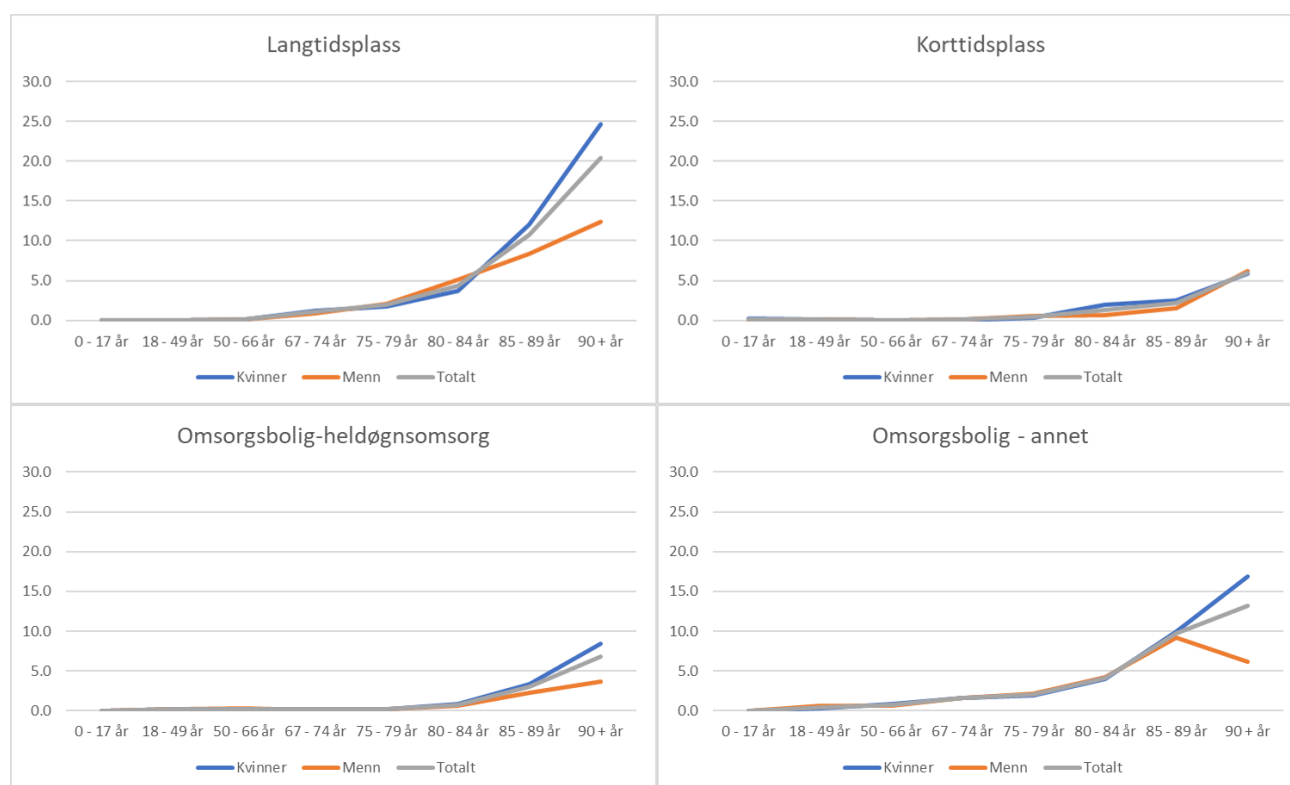 Langtidsplass
30.0
25.0
20.0
15.0
10.0
5.0
0.0
0 - 17 år 18 - 49 år 50 - 66 år 67 - 74 år 75 - 79 år 80 - 84 år 85 - 89 år 90 + år
Kvinner Menn Totalt
Korttidsplass
30.0
25.0
20.0
15.0
10.0
5.0
0.0
0 - 17 år 18 - 49 år 50 - 66 år 67 - 74 år 75 - 79 år 80 - 84 år 85 - 89 år 90 + år
Kvinner Menn Totalt
Omsorgsbolig-heldøgnsomsorg
30.0
25.0
20.0
15.0
10.0
5.0
0.0
0 - 17 år 18 - 49 år 50 - 66 år 67 - 74 år 75 - 79 år 80 - 84 år 85 - 89 år 90 + år
Kvinner Menn Totalt
Omsorgsbolig - annet
30.0
25.0
20.0
15.0
10.0
5.0
0.0
0 - 17 år 18 - 49 år 50 - 66 år 67 - 74 år 75 - 79 år 80 - 84 år 85 - 89 år 90 + år
Kvinner Menn Totalt